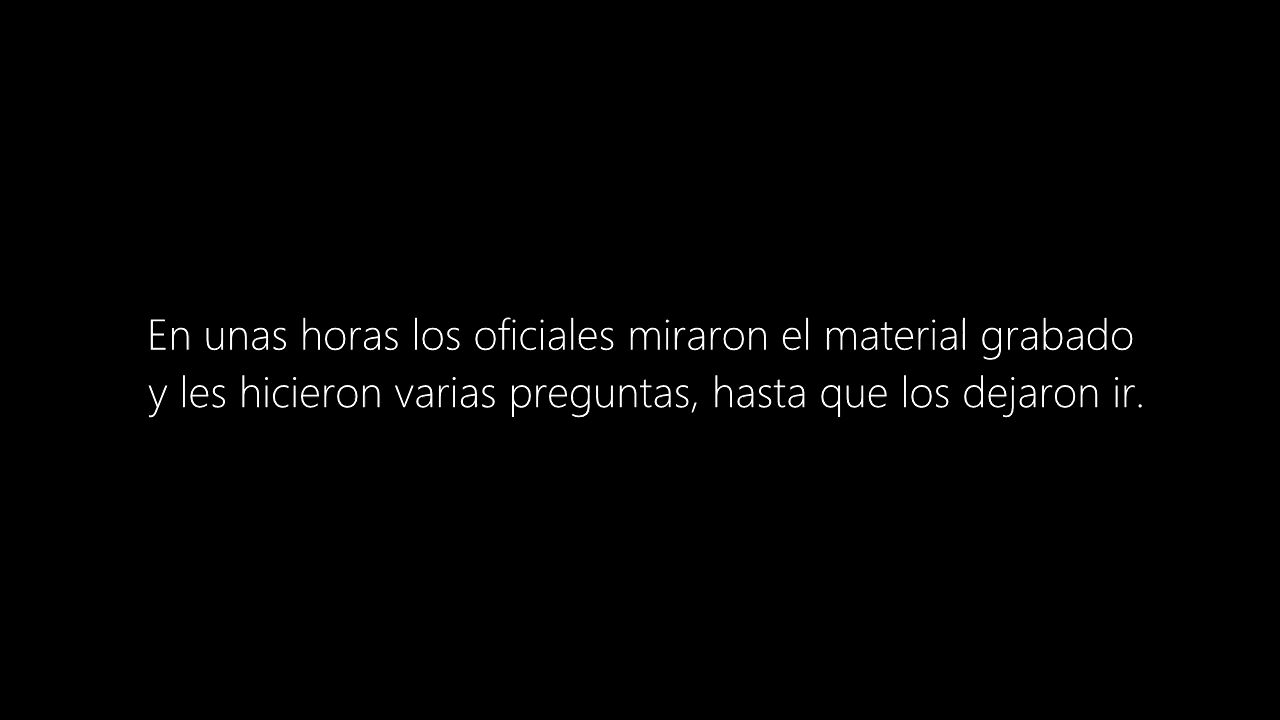 En unas horas los oficiales miraron el material grabado
y les hicieron varias preguntas, hasta que los dejaron ir.